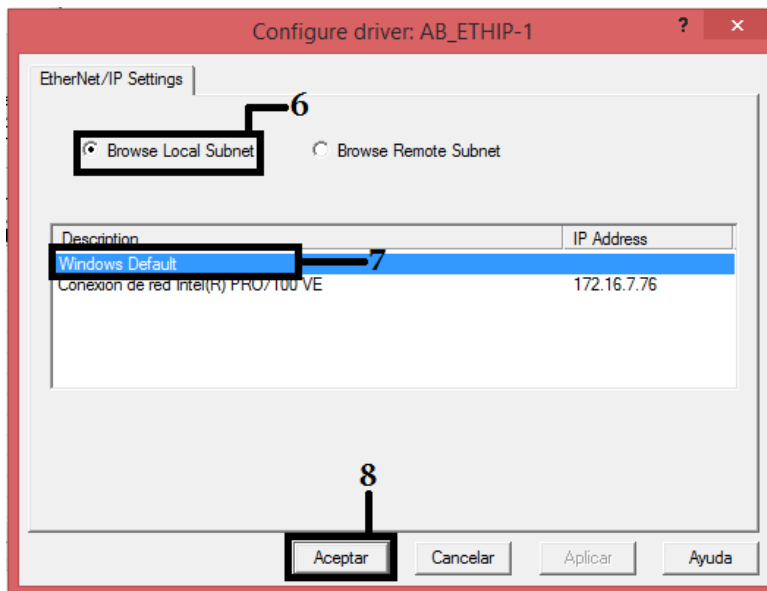 Configure driver: AB_ETHIP-1 ? ×
EtherNet/IP Settings
6
Browse Local Subnet Browse Remote Subnet
Description IP Address
Windows Default 7
Conexión de red Intel(R) PRO/100 VE 172.16.7.76
8
Aceptar Cancelar Aplicar Ayuda